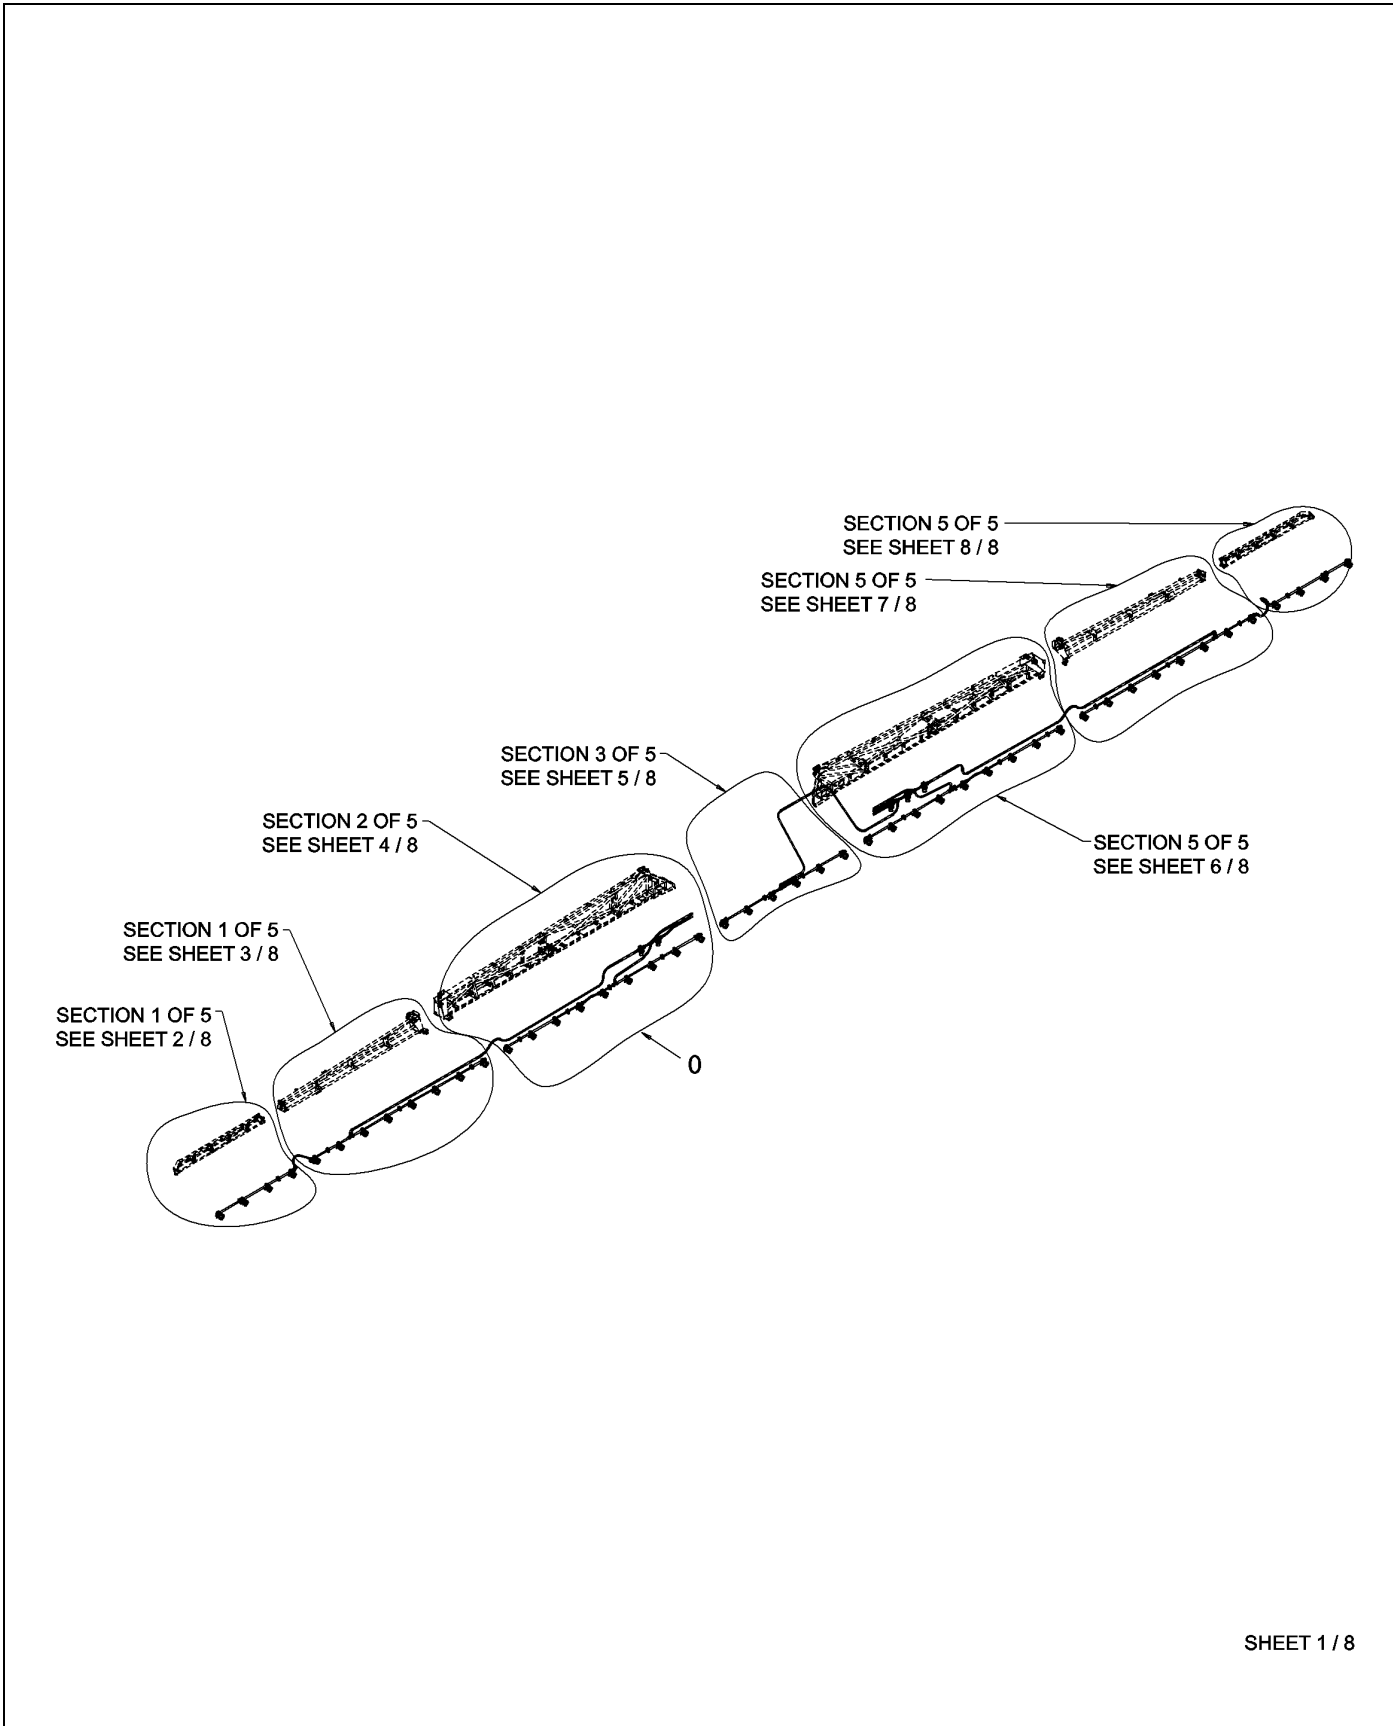 SECTION 5 OF 5
SEE SHEET 8 / 8
SECTION 5 OF 5
SEE SHEET 7 / 8
SECTION 3 OF 5
SEE SHEET 5 / 8
SECTION 2 OF 5
SEE SHEET 4 / 8
SECTION 5 OF 5
SEE SHEET 6 / 8
SECTION 1 OF 5
SEE SHEET 3 / 8
SECTION 1 OF 5
SEE SHEET 2 / 8
0
SHEET 1 / 8